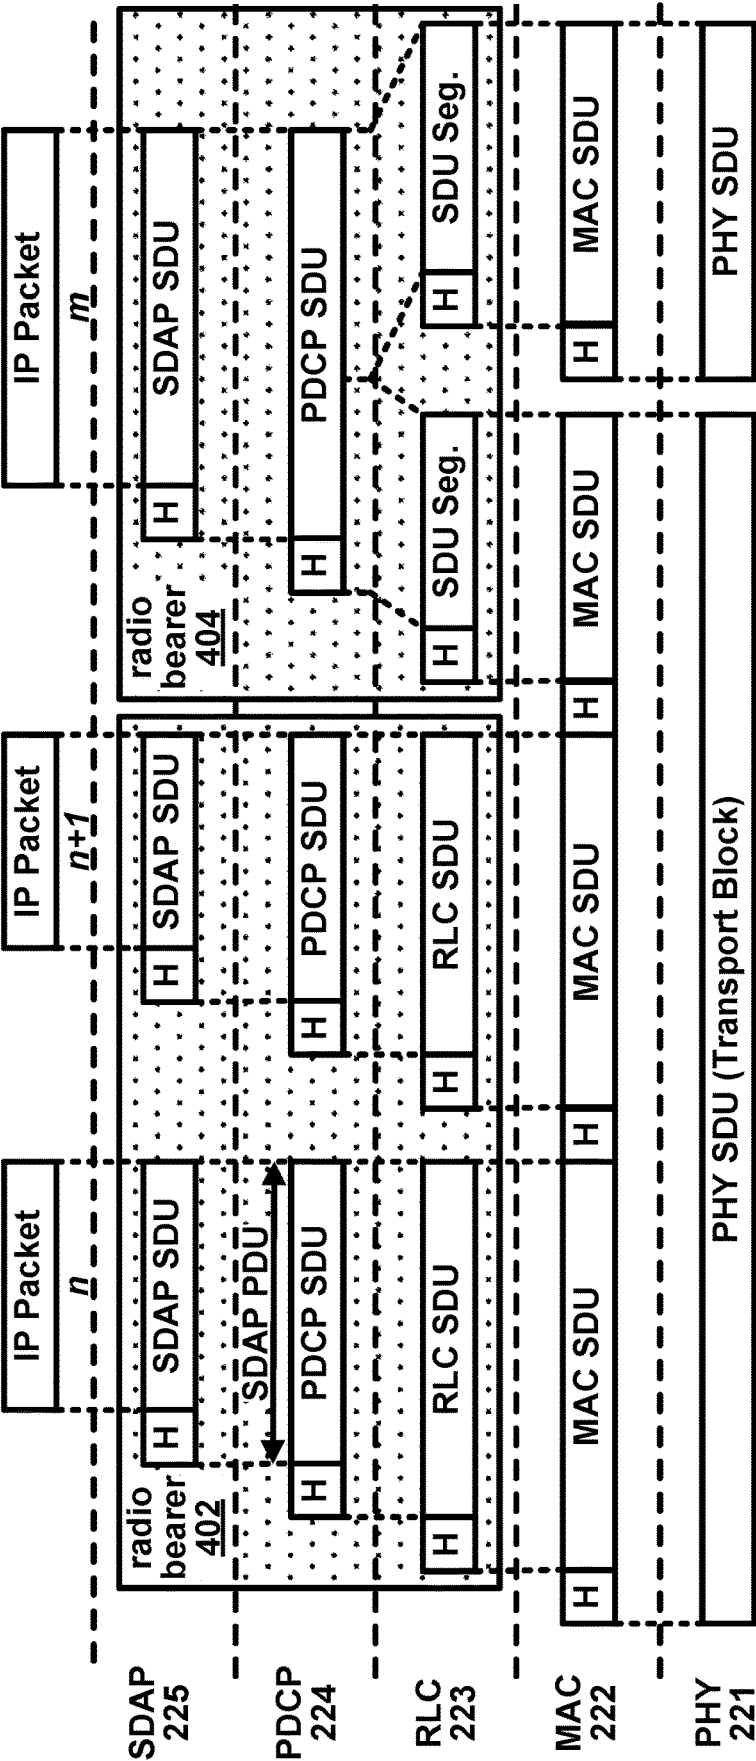 IP Packet
IP Packet
IP Packet
n
n+1
m
SDAP
225
radio
bearer
402
H
SDAP SDU
H
SDAP SDU
radio
bearer
404
H
SDAP SDU
SDAP PDU
PDCP
224
H
PDCP SDU
H
PDCP SDU
H
PDCP SDU
RLC
223
H
RLC SDU
H
RLC SDU
H
SDU Seg.
H
SDU Seg.
MAC
222
H
MAC SDU
H
MAC SDU
H
MAC SDU
H
MAC SDU
PHY
221
PHY SDU (Transport Block)
PHY SDU